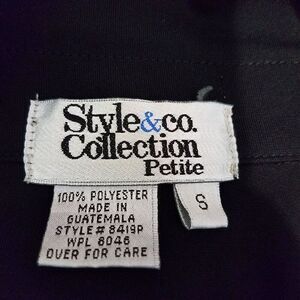 Style&co.
Collection
Petite
S
100% POLYESTER
MADE IN
GUATEMALA
STYLE# 8419P
WPL 8046
OVER FOR CARE